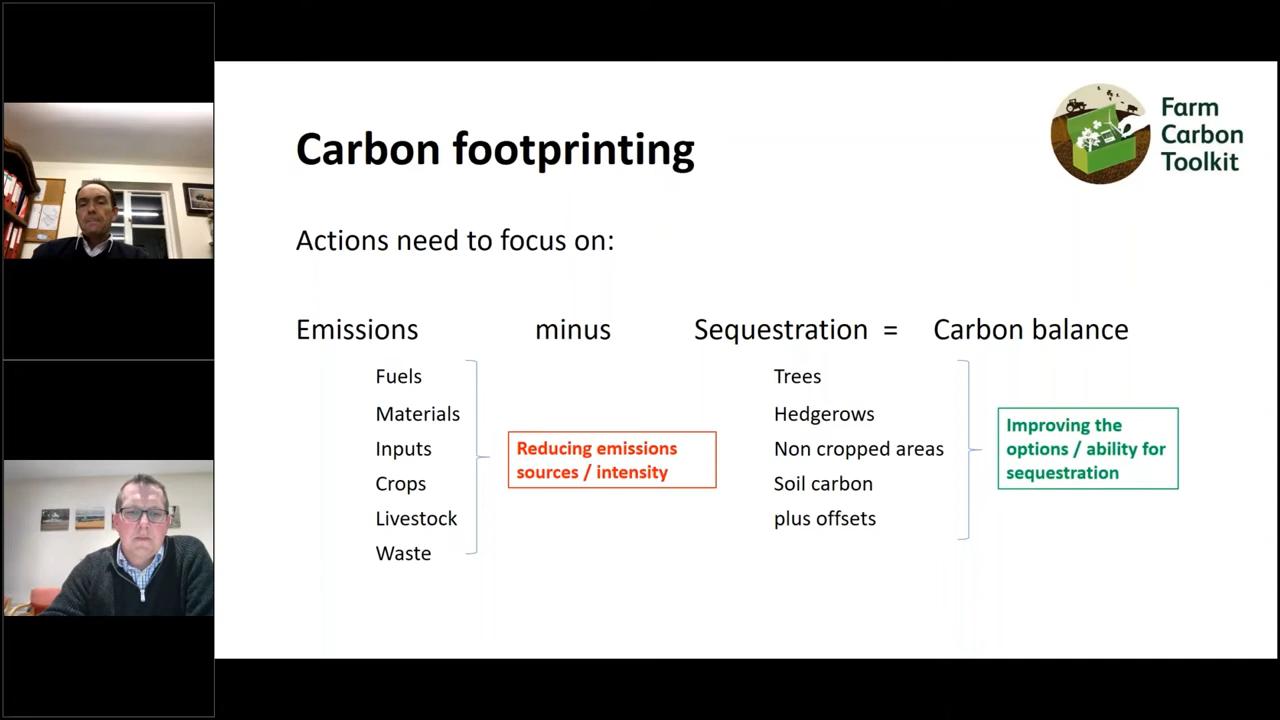 Carbon footprinting
Farm
Carbon
Toolkit
Actions need to focus on:
Emissions minus Sequestration = Carbon balance
Fuels
Materials
Inputs
Crops
Livestock
Waste
Reducing emissions
sources / intensity
Trees
Hedgerows
Non cropped areas
Soil carbon
plus offsets
Improving the
options / ability for
sequestration